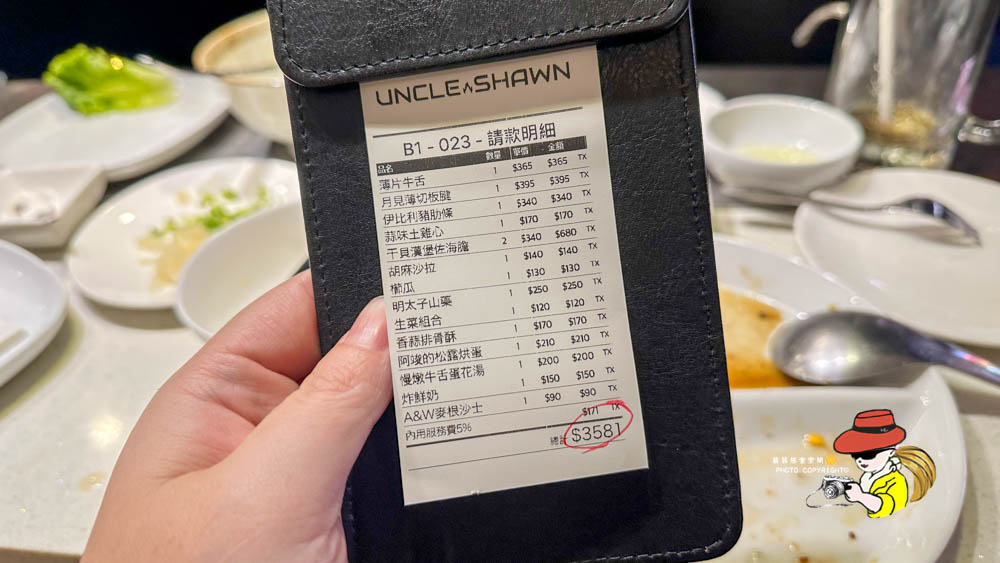 UNCLE SHAWN
B1 - 023 - 請款明細
品名 數量 單價 金額
薄片牛舌 1 $365 $365 TX
月見薄切板腱 1 $395 $395 TX
伊比利豬肋條 1 $340 $340 TX
蒜味土雞心 1 $170 $170 TX
干貝漢堡佐海膽 2 $340 $680 TX
胡麻沙拉 1 $140 $140 TX
櫛瓜 1 $130 $130 TX
明太子山藥 1 $250 $250 TX
生菜組合 1 $120 $120 TX
香蒜排骨酥 1 $170 $170 TX
阿竣的松露烘蛋 1 $210 $210 TX
慢燉牛舌蛋花湯 1 $200 $200 TX
炸鮮奶 1 $150 $150 TX
A&W麥根沙士 1 $90 $90 TX
內用服務費5% $171 TX
總計 $3581
PHOTO COPYRIGHT